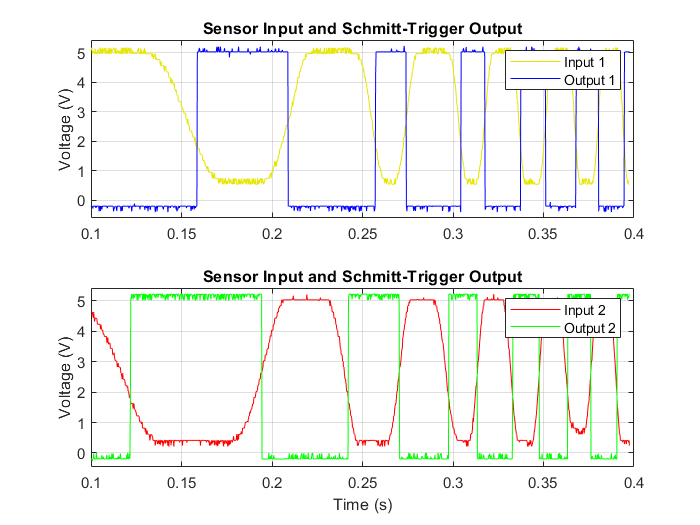 Sensor Input and Schmitt-Trigger Output
5
4
3
2
1
0
Voltage (V)
Input 1
Output 1
0.1 0.15 0.2 0.25 0.3 0.35 0.4
Sensor Input and Schmitt-Trigger Output
5
4
3
2
1
0
Voltage (V)
Input 2
Output 2
0.1 0.15 0.2 0.25 0.3 0.35 0.4
Time (s)